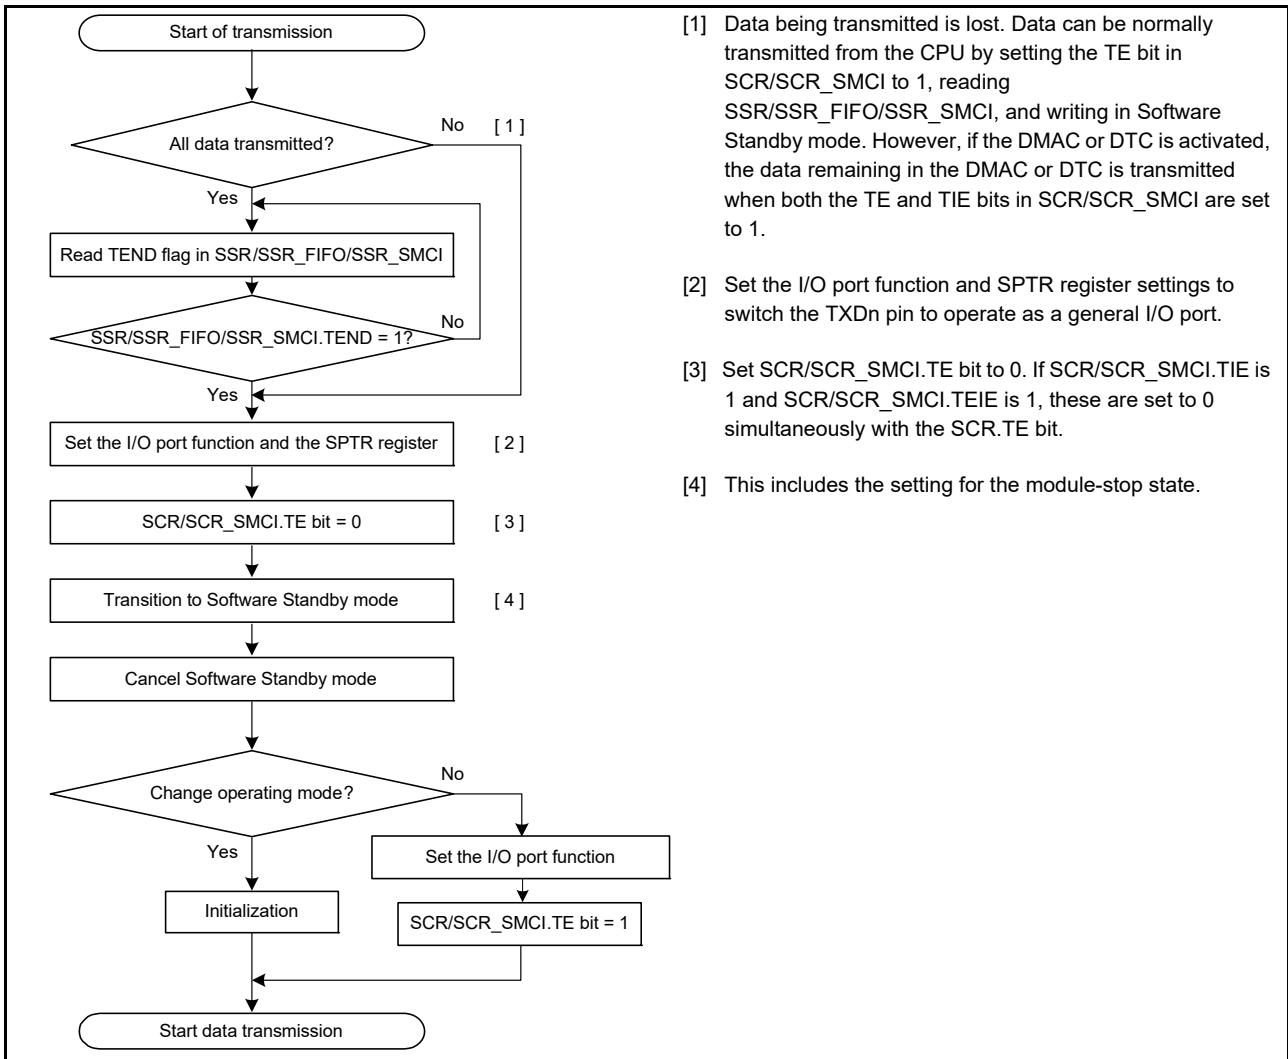 Start of transmission
All data transmitted?
No [ 1 ]
Yes
Read TEND flag in SSR/SSR_FIFO/SSR_SMCI
SSR/SSR_FIFO/SSR_SMCI.TEND = 1?
No
Yes
Set the I/O port function and the SPTR register
[ 2 ]
SCR/SCR_SMCI.TE bit = 0
[ 3 ]
Transition to Software Standby mode
[ 4 ]
Cancel Software Standby mode
Change operating mode?
No
Yes
Set the I/O port function
Initialization
SCR/SCR_SMCI.TE bit = 1
Start data transmission
[1] Data being transmitted is lost. Data can be normally
transmitted from the CPU by setting the TE bit in
SCR/SCR_SMCI to 1, reading
SSR/SSR_FIFO/SSR_SMCI, and writing in Software
Standby mode. However, if the DMAC or DTC is activated,
the data remaining in the DMAC or DTC is transmitted
when both the TE and TIE bits in SCR/SCR_SMCI are set
to 1.
[2] Set the I/O port function and SPTR register settings to
switch the TXDn pin to operate as a general I/O port.
[3] Set SCR/SCR_SMCI.TE bit to 0. If SCR/SCR_SMCI.TIE is
1 and SCR/SCR_SMCI.TEIE is 1, these are set to 0
simultaneously with the SCR.TE bit.
[4] This includes the setting for the module-stop state.